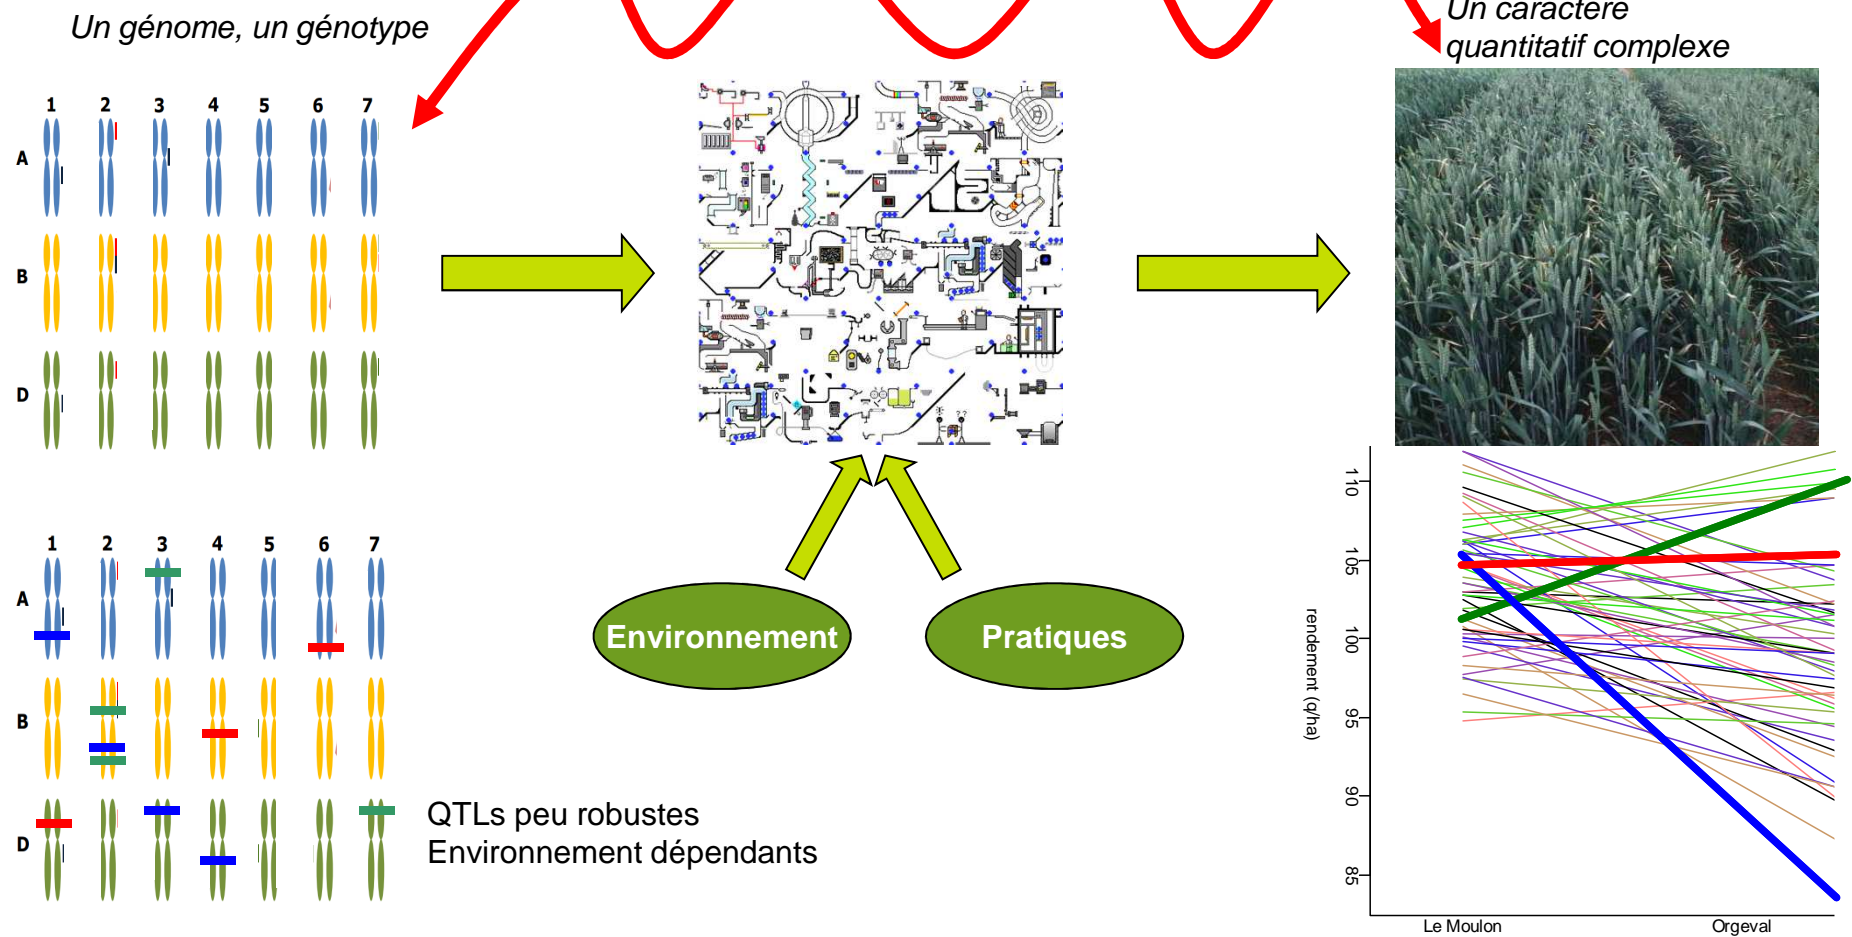 Un génome, un génotype
Un caractère
quantitatif complexe
1 2 3 4 5 6 7
A
B
D
1 2 3 4 5 6 7
A
B
D
Environnement
Pratiques
QTLs peu robustes
Environnement dépendants
rendement (q/ha)
110
105
100
95
90
85
Le Moulon
Orgeval